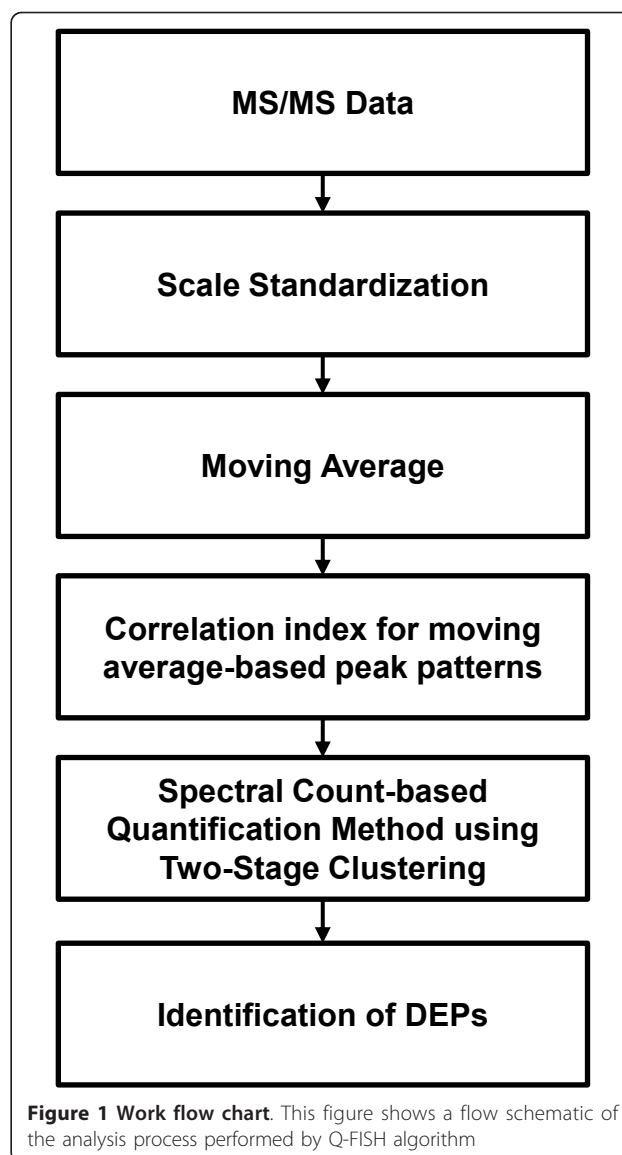 MS/MS Data
Scale Standardization
Moving Average
Correlation index for moving
average-based peak patterns
Spectral Count-based
Quantification Method using
Two-Stage Clustering
Identification of DEPs
Figure 1 Work flow chart. This figure shows a flow schematic of
the analysis process performed by Q-FISH algorithm